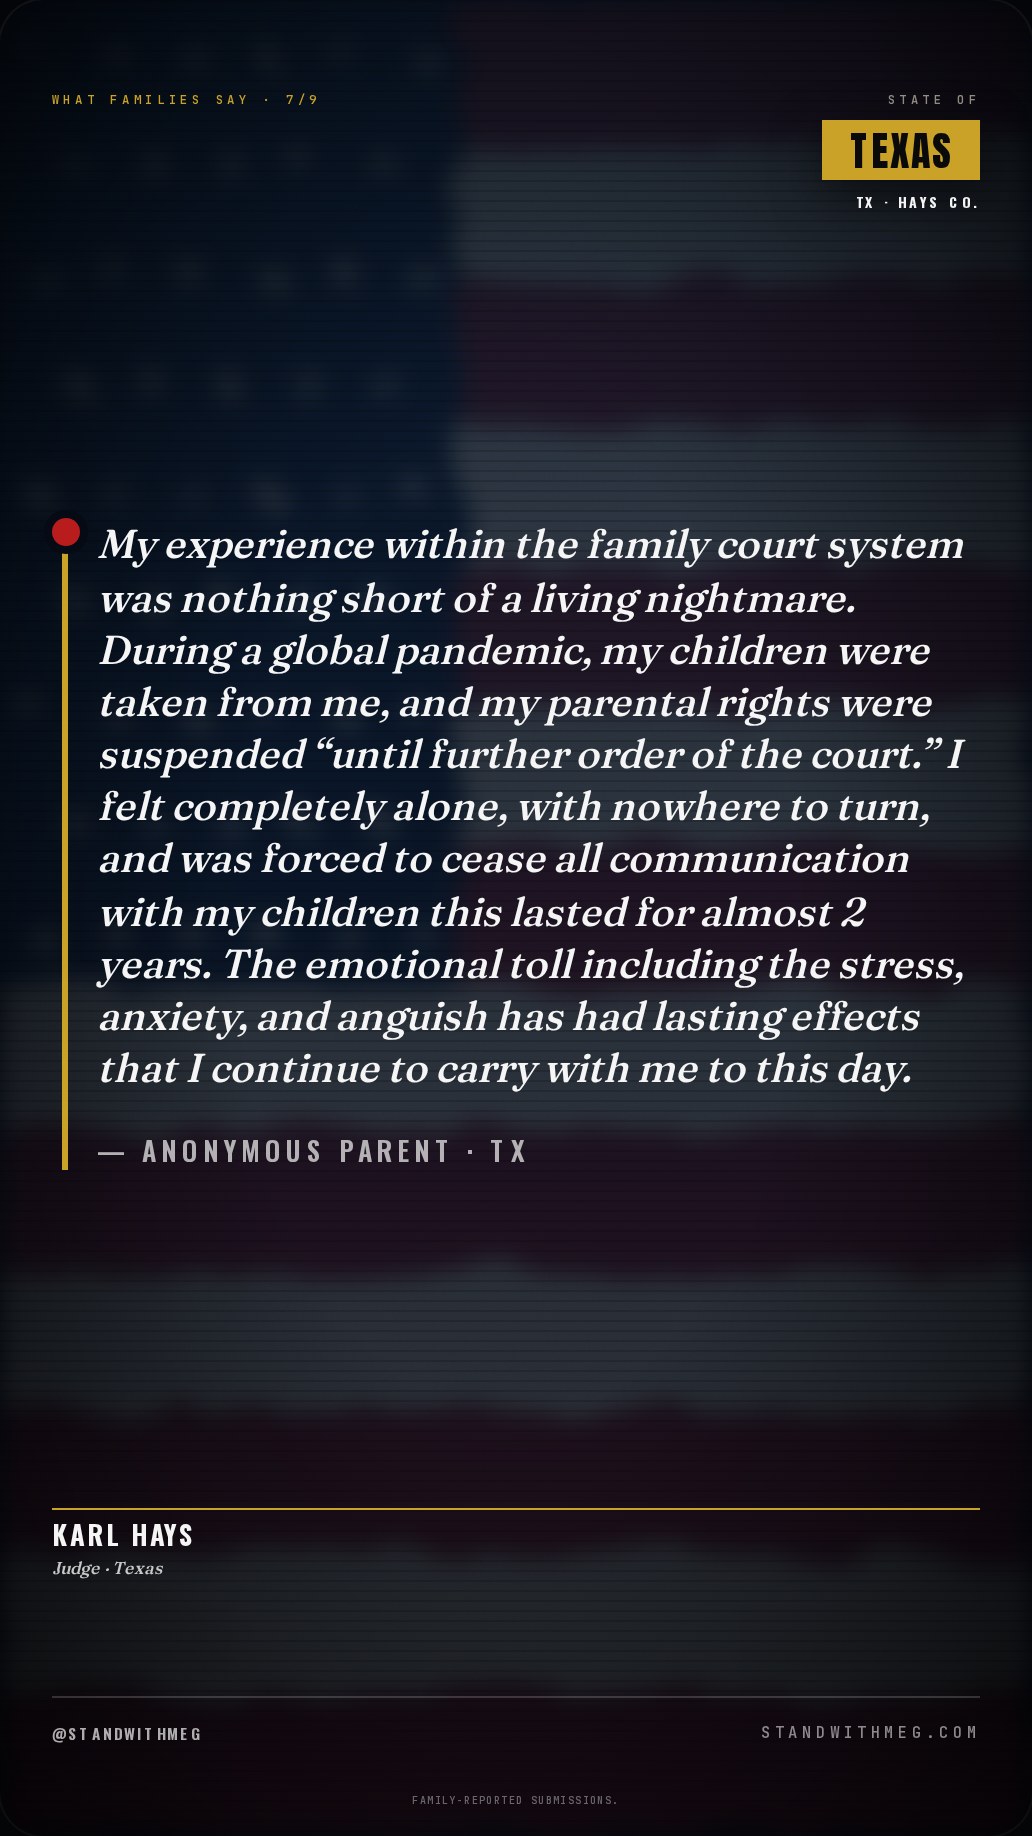 WHAT FAMILIES SAY · 7/9
STATE OF
TEXAS
TX · HAYS CO.
My experience within the family court system
was nothing short of a living nightmare.
During a global pandemic, my children were
taken from me, and my parental rights were
suspended “until further order of the court.” I
felt completely alone, with nowhere to turn,
and was forced to cease all communication
with my children this lasted for almost 2
years. The emotional toll including the stress,
anxiety, and anguish has had lasting effects
that I continue to carry with me to this day.
— ANONYMOUS PARENT · TX
KARL HAYS
Judge · Texas
@STANDWITHMEG
STANDWITHMEG.COM
FAMILY-REPORTED SUBMISSIONS.